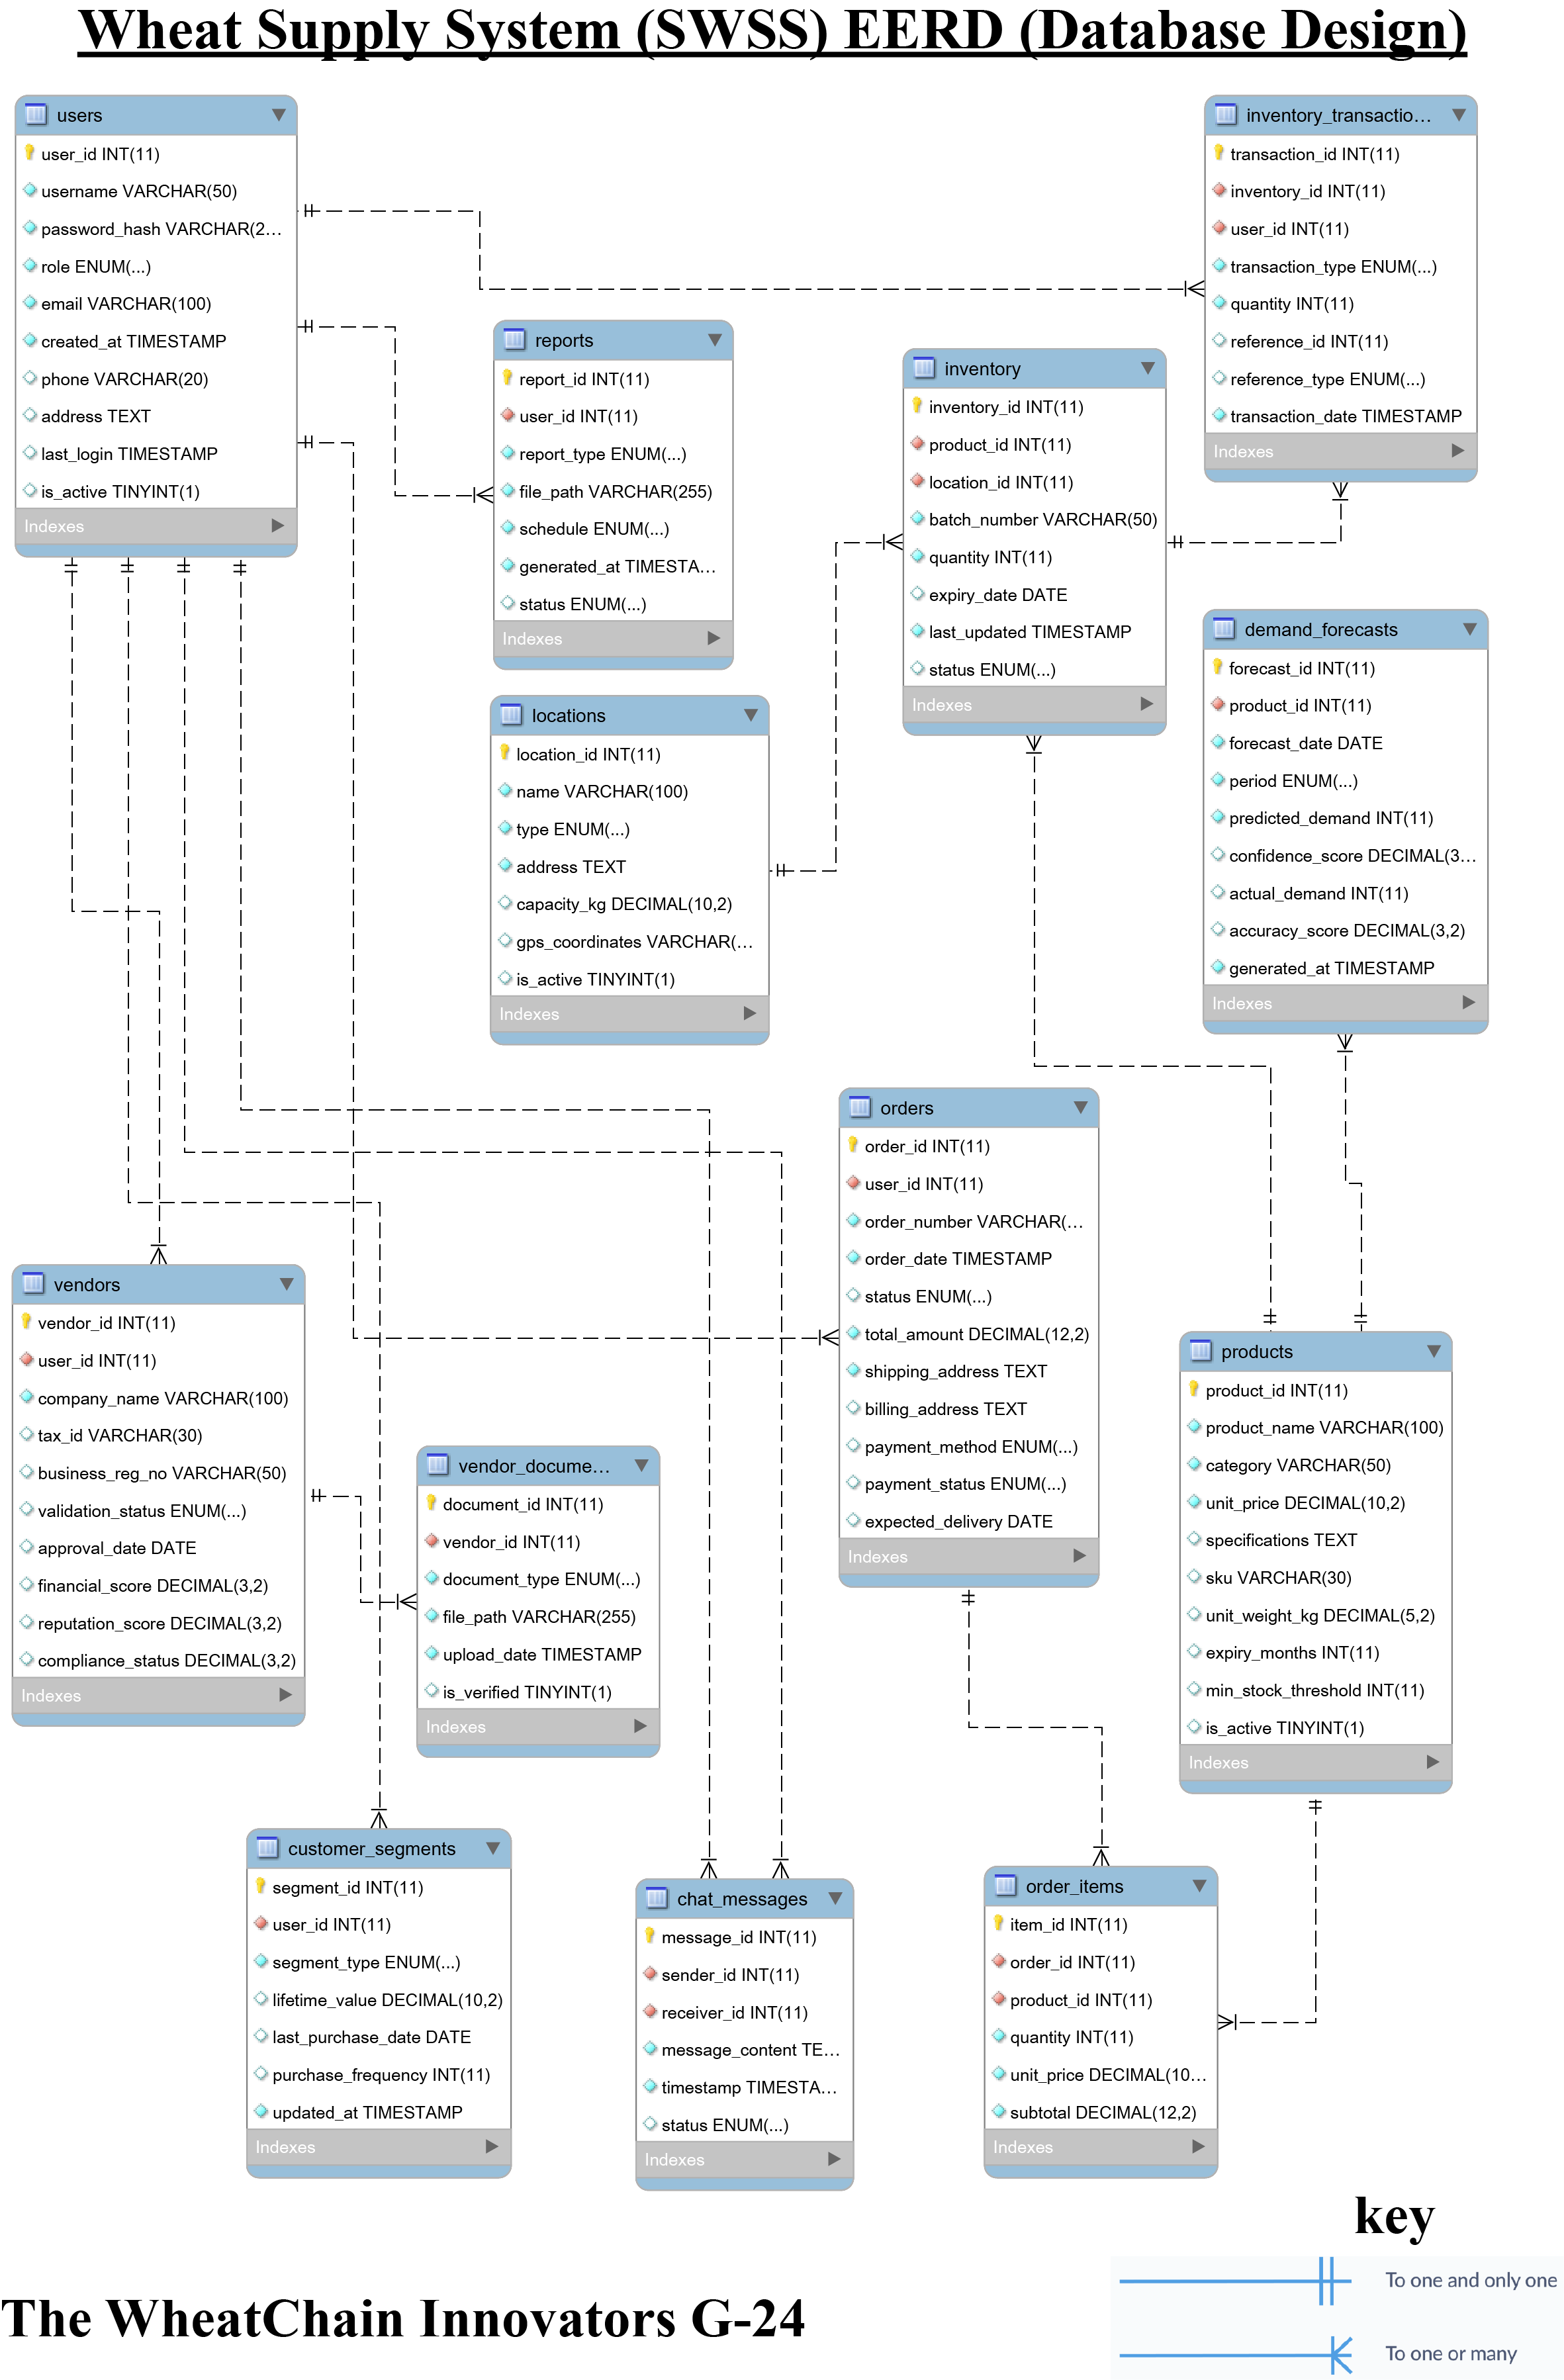 Wheat Supply System (SWSS) EERD (Database Design)
users
user_id INT(11)
username VARCHAR(50)
password_hash VARCHAR(2...
role ENUM(...)
email VARCHAR(100)
created_at TIMESTAMP
phone VARCHAR(20)
address TEXT
last_login TIMESTAMP
is_active TINYINT(1)
Indexes
inventory_transactio...
transaction_id INT(11)
inventory_id INT(11)
user_id INT(11)
transaction_type ENUM(...)
quantity INT(11)
reference_id INT(11)
reference_type ENUM(...)
transaction_date TIMESTAMP
Indexes
reports
report_id INT(11)
user_id INT(11)
report_type ENUM(...)
file_path VARCHAR(255)
schedule ENUM(...)
generated_at TIMESTA...
status ENUM(...)
Indexes
inventory
inventory_id INT(11)
product_id INT(11)
location_id INT(11)
batch_number VARCHAR(50)
quantity INT(11)
expiry_date DATE
last_updated TIMESTAMP
status ENUM(...)
Indexes
demand_forecasts
forecast_id INT(11)
product_id INT(11)
forecast_date DATE
period ENUM(...)
predicted_demand INT(11)
confidence_score DECIMAL(3...
actual_demand INT(11)
accuracy_score DECIMAL(3,2)
generated_at TIMESTAMP
Indexes
locations
location_id INT(11)
name VARCHAR(100)
type ENUM(...)
address TEXT
capacity_kg DECIMAL(10,2)
gps_coordinates VARCHAR(...
is_active TINYINT(1)
Indexes
orders
order_id INT(11)
user_id INT(11)
order_number VARCHAR(...
order_date TIMESTAMP
status ENUM(...)
total_amount DECIMAL(12,2)
shipping_address TEXT
billing_address TEXT
payment_method ENUM(...)
payment_status ENUM(...)
expected_delivery DATE
Indexes
vendors
vendor_id INT(11)
user_id INT(11)
company_name VARCHAR(100)
tax_id VARCHAR(30)
business_reg_no VARCHAR(50)
validation_status ENUM(...)
approval_date DATE
financial_score DECIMAL(3,2)
reputation_score DECIMAL(3,2)
compliance_status DECIMAL(3,2)
Indexes
products
product_id INT(11)
product_name VARCHAR(100)
category VARCHAR(50)
unit_price DECIMAL(10,2)
specifications TEXT
sku VARCHAR(30)
unit_weight_kg DECIMAL(5,2)
expiry_months INT(11)
min_stock_threshold INT(11)
is_active TINYINT(1)
Indexes
vendor_docume...
document_id INT(11)
vendor_id INT(11)
document_type ENUM(...)
file_path VARCHAR(255)
upload_date TIMESTAMP
is_verified TINYINT(1)
Indexes
customer_segments
segment_id INT(11)
user_id INT(11)
segment_type ENUM(...)
lifetime_value DECIMAL(10,2)
last_purchase_date DATE
purchase_frequency INT(11)
updated_at TIMESTAMP
Indexes
chat_messages
message_id INT(11)
sender_id INT(11)
receiver_id INT(11)
message_content TE...
timestamp TIMESTA...
status ENUM(...)
Indexes
order_items
item_id INT(11)
order_id INT(11)
product_id INT(11)
quantity INT(11)
unit_price DECIMAL(10...
subtotal DECIMAL(12,2)
Indexes
key
To one and only one
To one or many
The WheatChain Innovators G-24